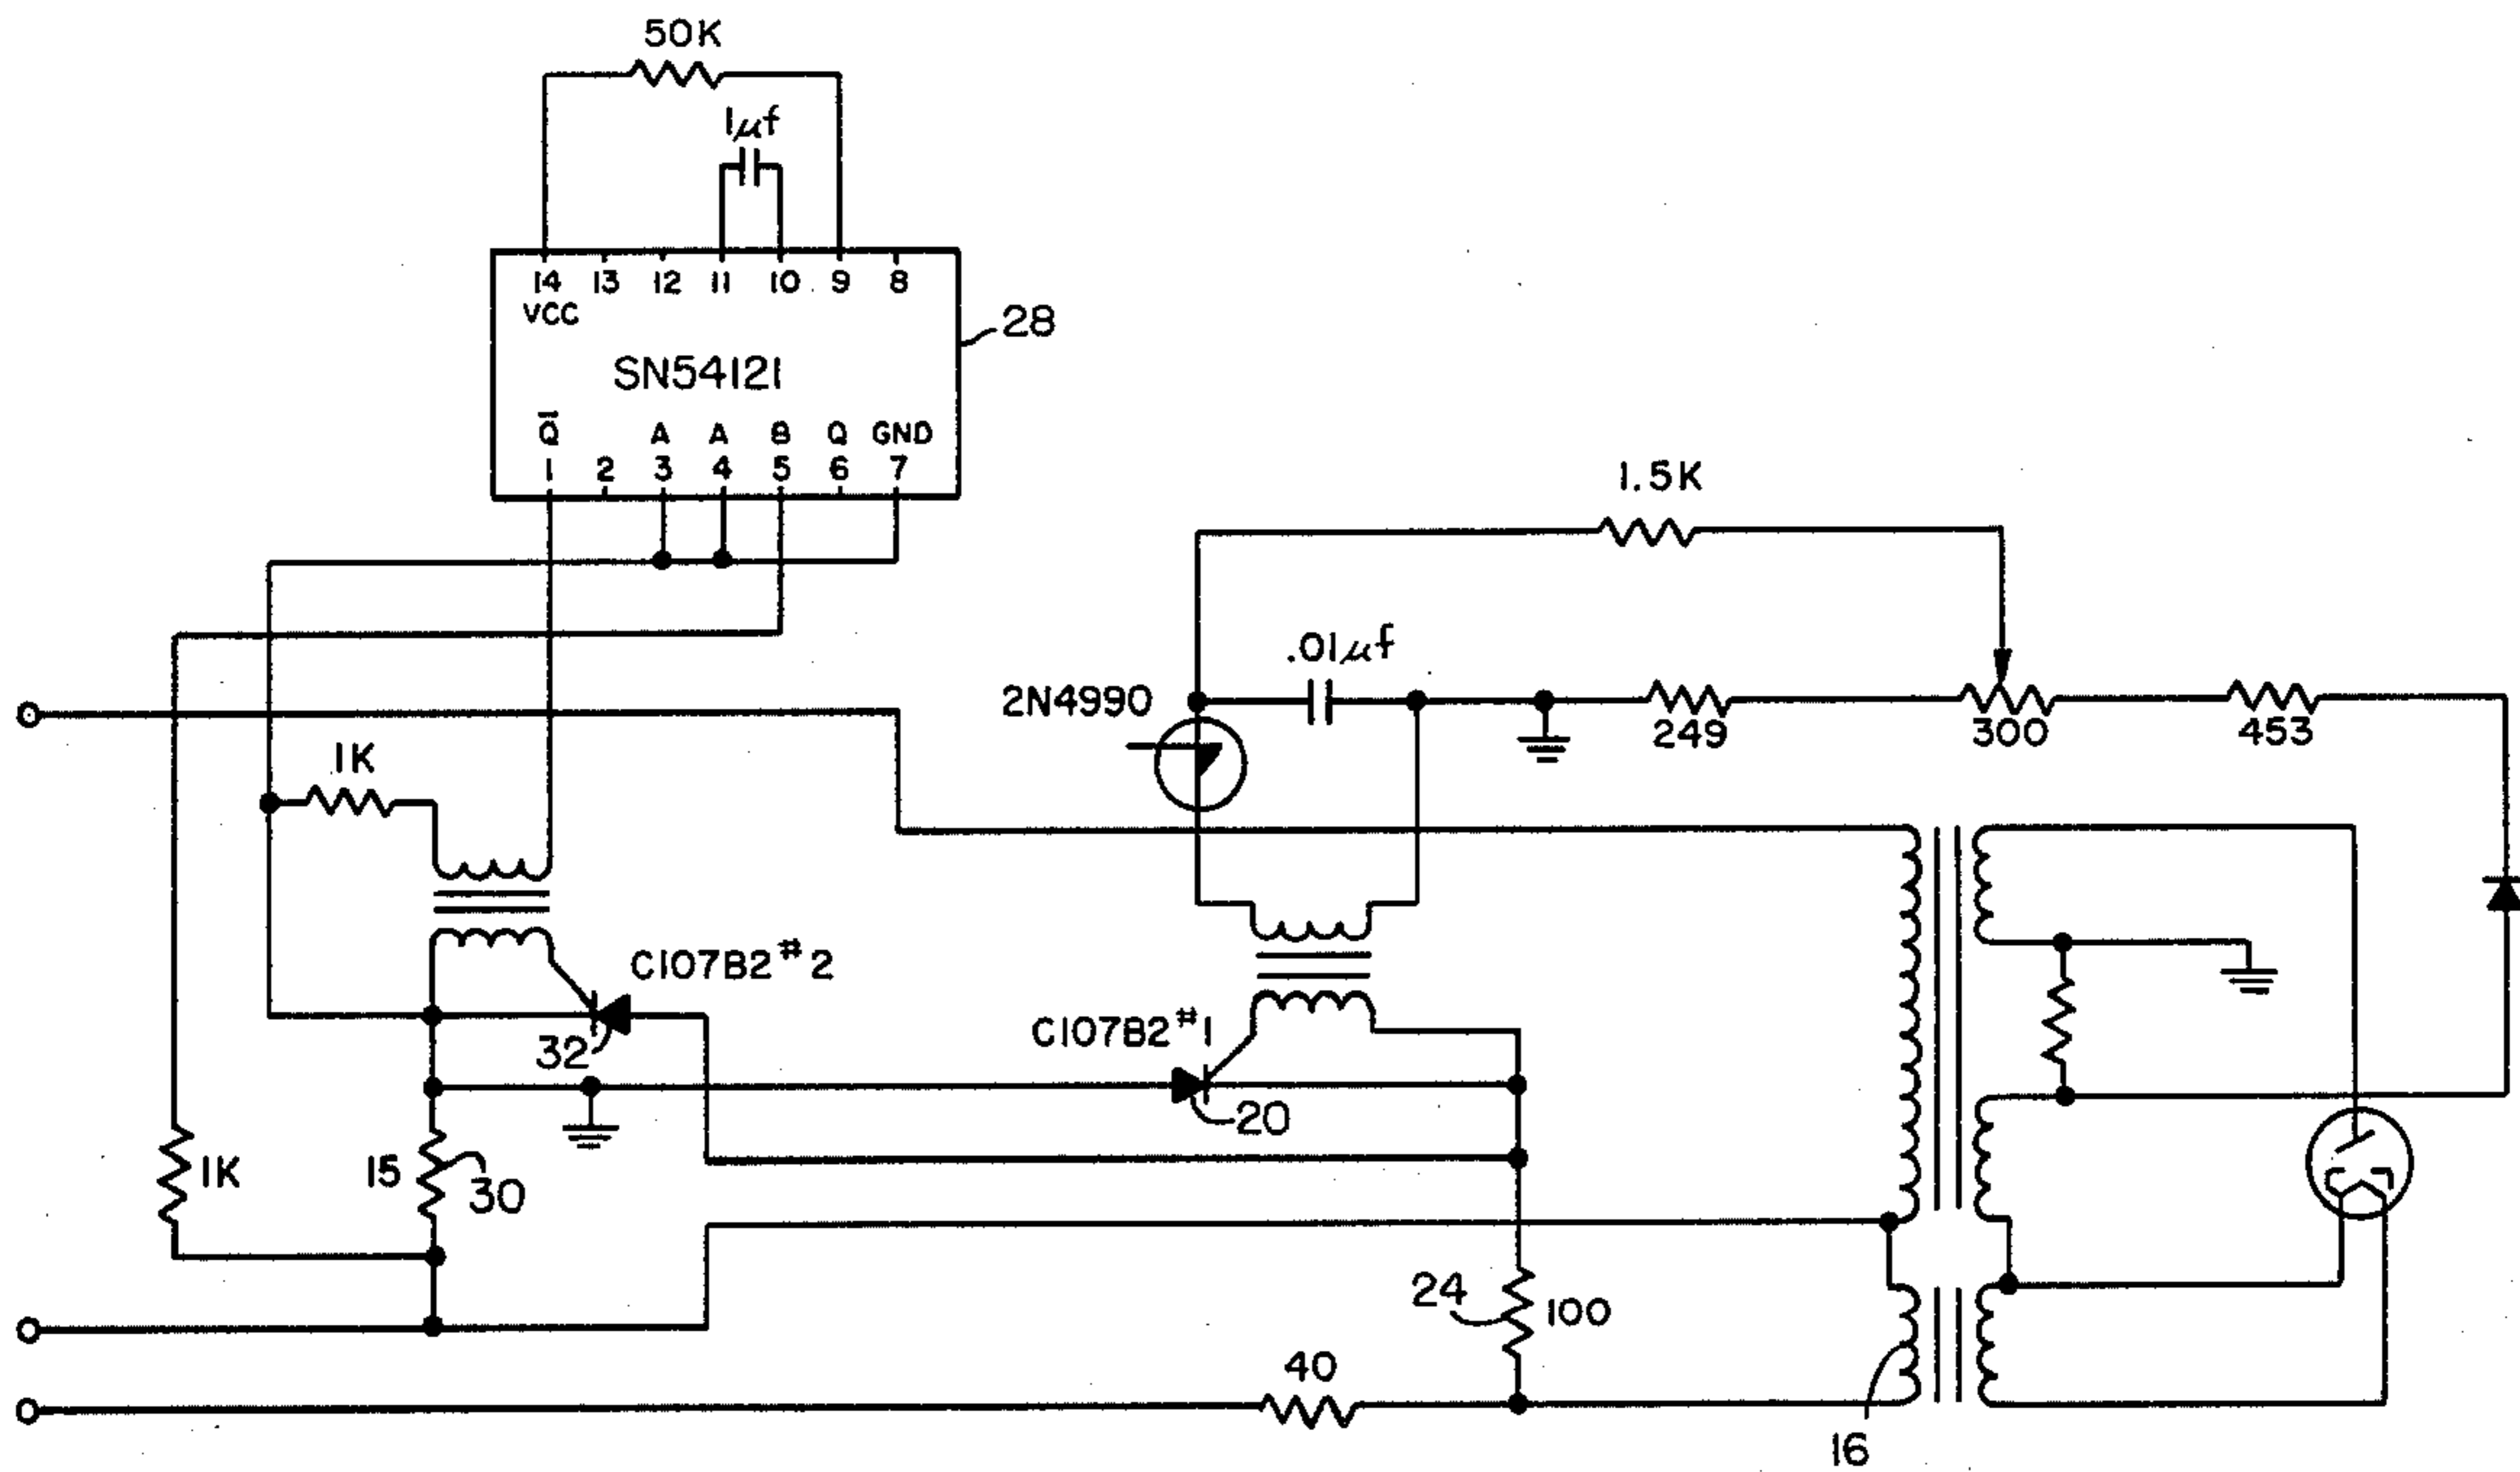 50K
1µf
14 13 12 11 10 9 8
VCC
28
SN54121
Q̅ A A B Q GND
1 2 3 4 5 6 7
1.5K
.01µf
2N4990
249
300
453
1K
C107B2#2
C107B2#1
32
20
1K
15
30
24
100
40
16